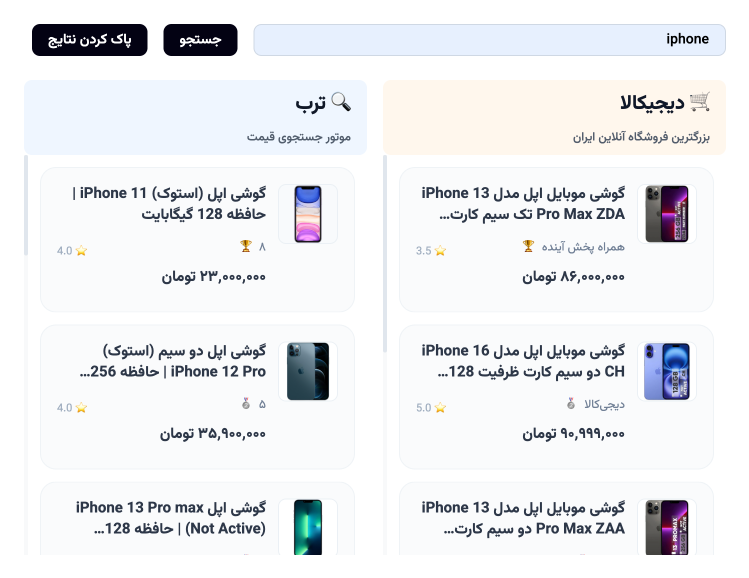 iphone
جستجو
پاک کردن نتایج
دیجیکالا
بزرگترین فروشگاه آنلاین ایران
گوشی موبایل اپل مدل iPhone 13
Pro Max ZDA تک سیم کارت...
همراه پخش آینده
3.5
۸۶,۰۰۰,۰۰۰ تومان
گوشی موبایل اپل مدل iPhone 16
CH دو سیم کارت ظرفیت 128...
دیجی‌کالا
5.0
۹۰,۹۹۹,۰۰۰ تومان
گوشی موبایل اپل مدل iPhone 13
Pro Max ZAA دو سیم کارت...
ترب
موتور جستجوی قیمت
گوشی اپل (استوک) iPhone 11 |
حافظه 128 گیگابایت
۸
4.0
۲۳,۰۰۰,۰۰۰ تومان
گوشی اپل دو سیم (استوک)
iPhone 12 Pro | حافظه 256...
۵
4.0
۳۵,۹۰۰,۰۰۰ تومان
گوشی اپل iPhone 13 Pro max
(Not Active) | حافظه 128...